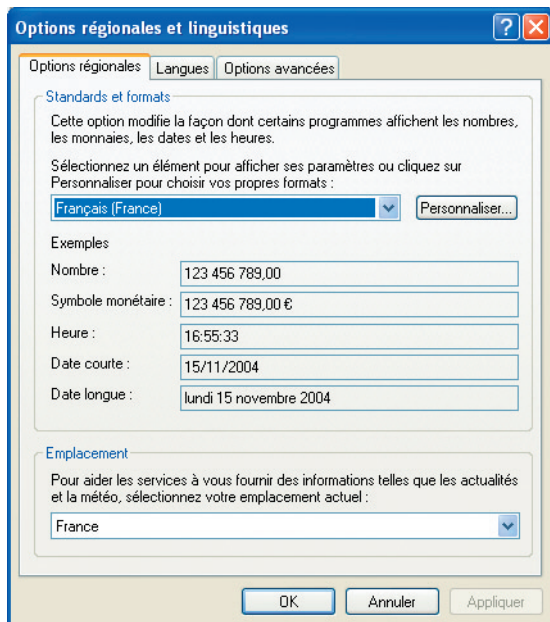 Options régionales et linguistiques
Options régionales
Langues
Options avancées
Standards et formats
Cette option modifie la façon dont certains programmes affichent les nombres,
les monnaies, les dates et les heures.
Sélectionnez un élément pour afficher ses paramètres ou cliquez sur
Personnaliser pour choisir vos propres formats :
Français (France)
Personnaliser...
Exemples
Nombre :
123 456 789,00
Symbole monétaire :
123 456 789,00 €
Heure :
16:55:33
Date courte :
15/11/2004
Date longue :
lundi 15 novembre 2004
Emplacement
Pour aider les services à vous fournir des informations telles que les actualités
et la météo, sélectionnez votre emplacement actuel :
France
OK
Annuler
Appliquer